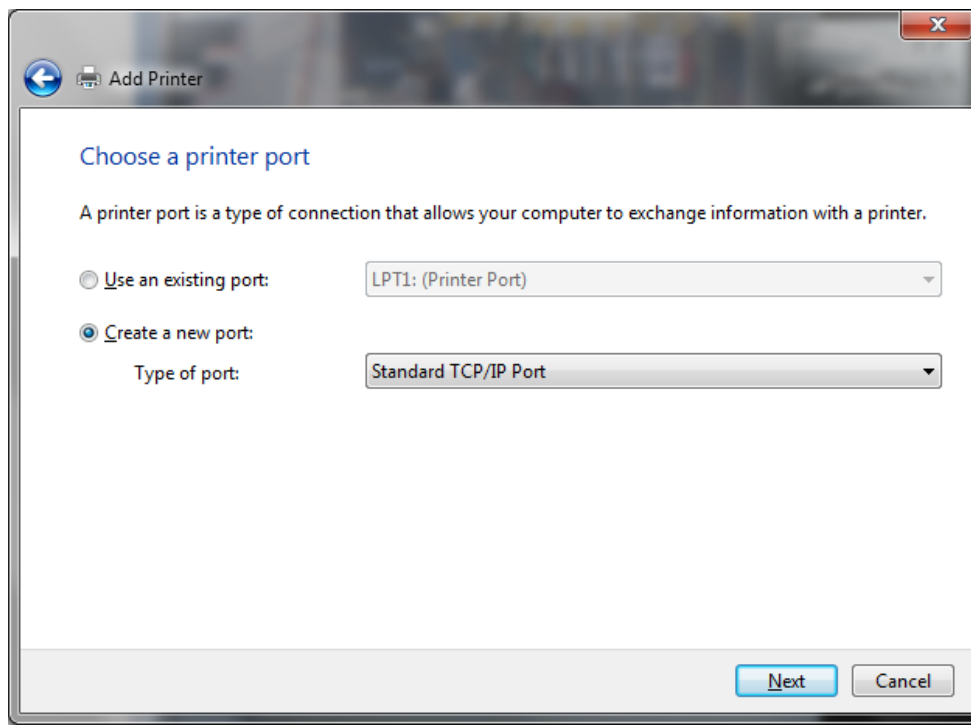 Add Printer
Choose a printer port
A printer port is a type of connection that allows your computer to exchange information with a printer.
Use an existing port: LPT1: (Printer Port)
Create a new port:
Type of port: Standard TCP/IP Port
Next Cancel